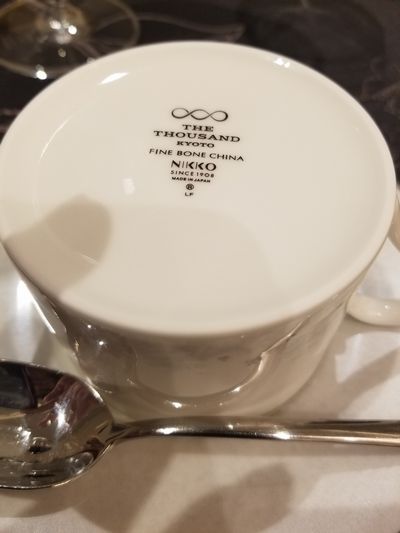 THE
THOUSAND
KYOTO
FINE BONE CHINA
NIKKO
SINCE 1908
MADE IN JAPAN
®
LF